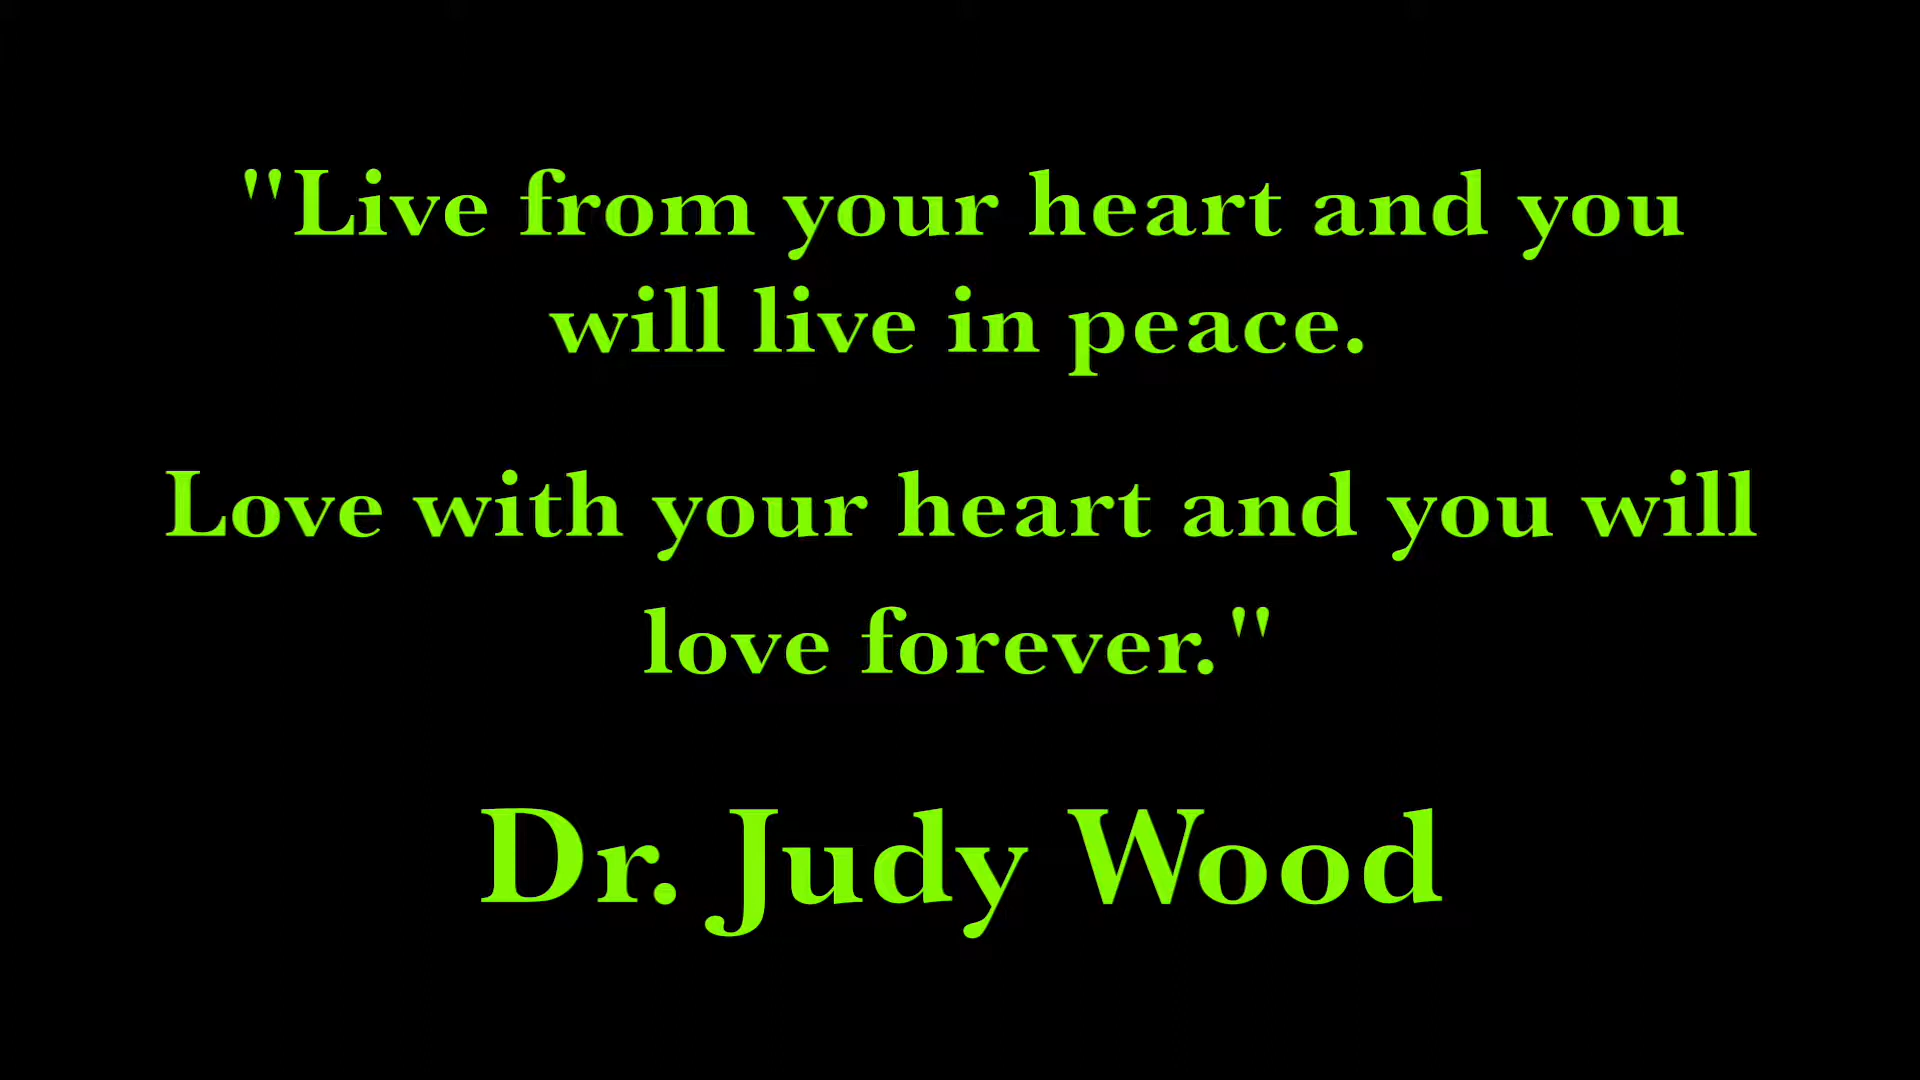 "Live from your heart and you
will live in peace.
Love with your heart and you will
love forever."
Dr. Judy Wood